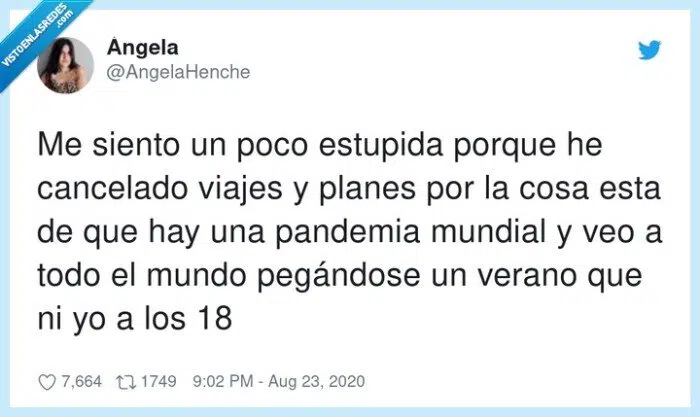 VISTOENLASREDES
.com
Ángela
@AngelaHenche
Me siento un poco estupida porque he
cancelado viajes y planes por la cosa esta
de que hay una pandemia mundial y veo a
todo el mundo pegándose un verano que
ni yo a los 18
7,664 1749 9:02 PM - Aug 23, 2020